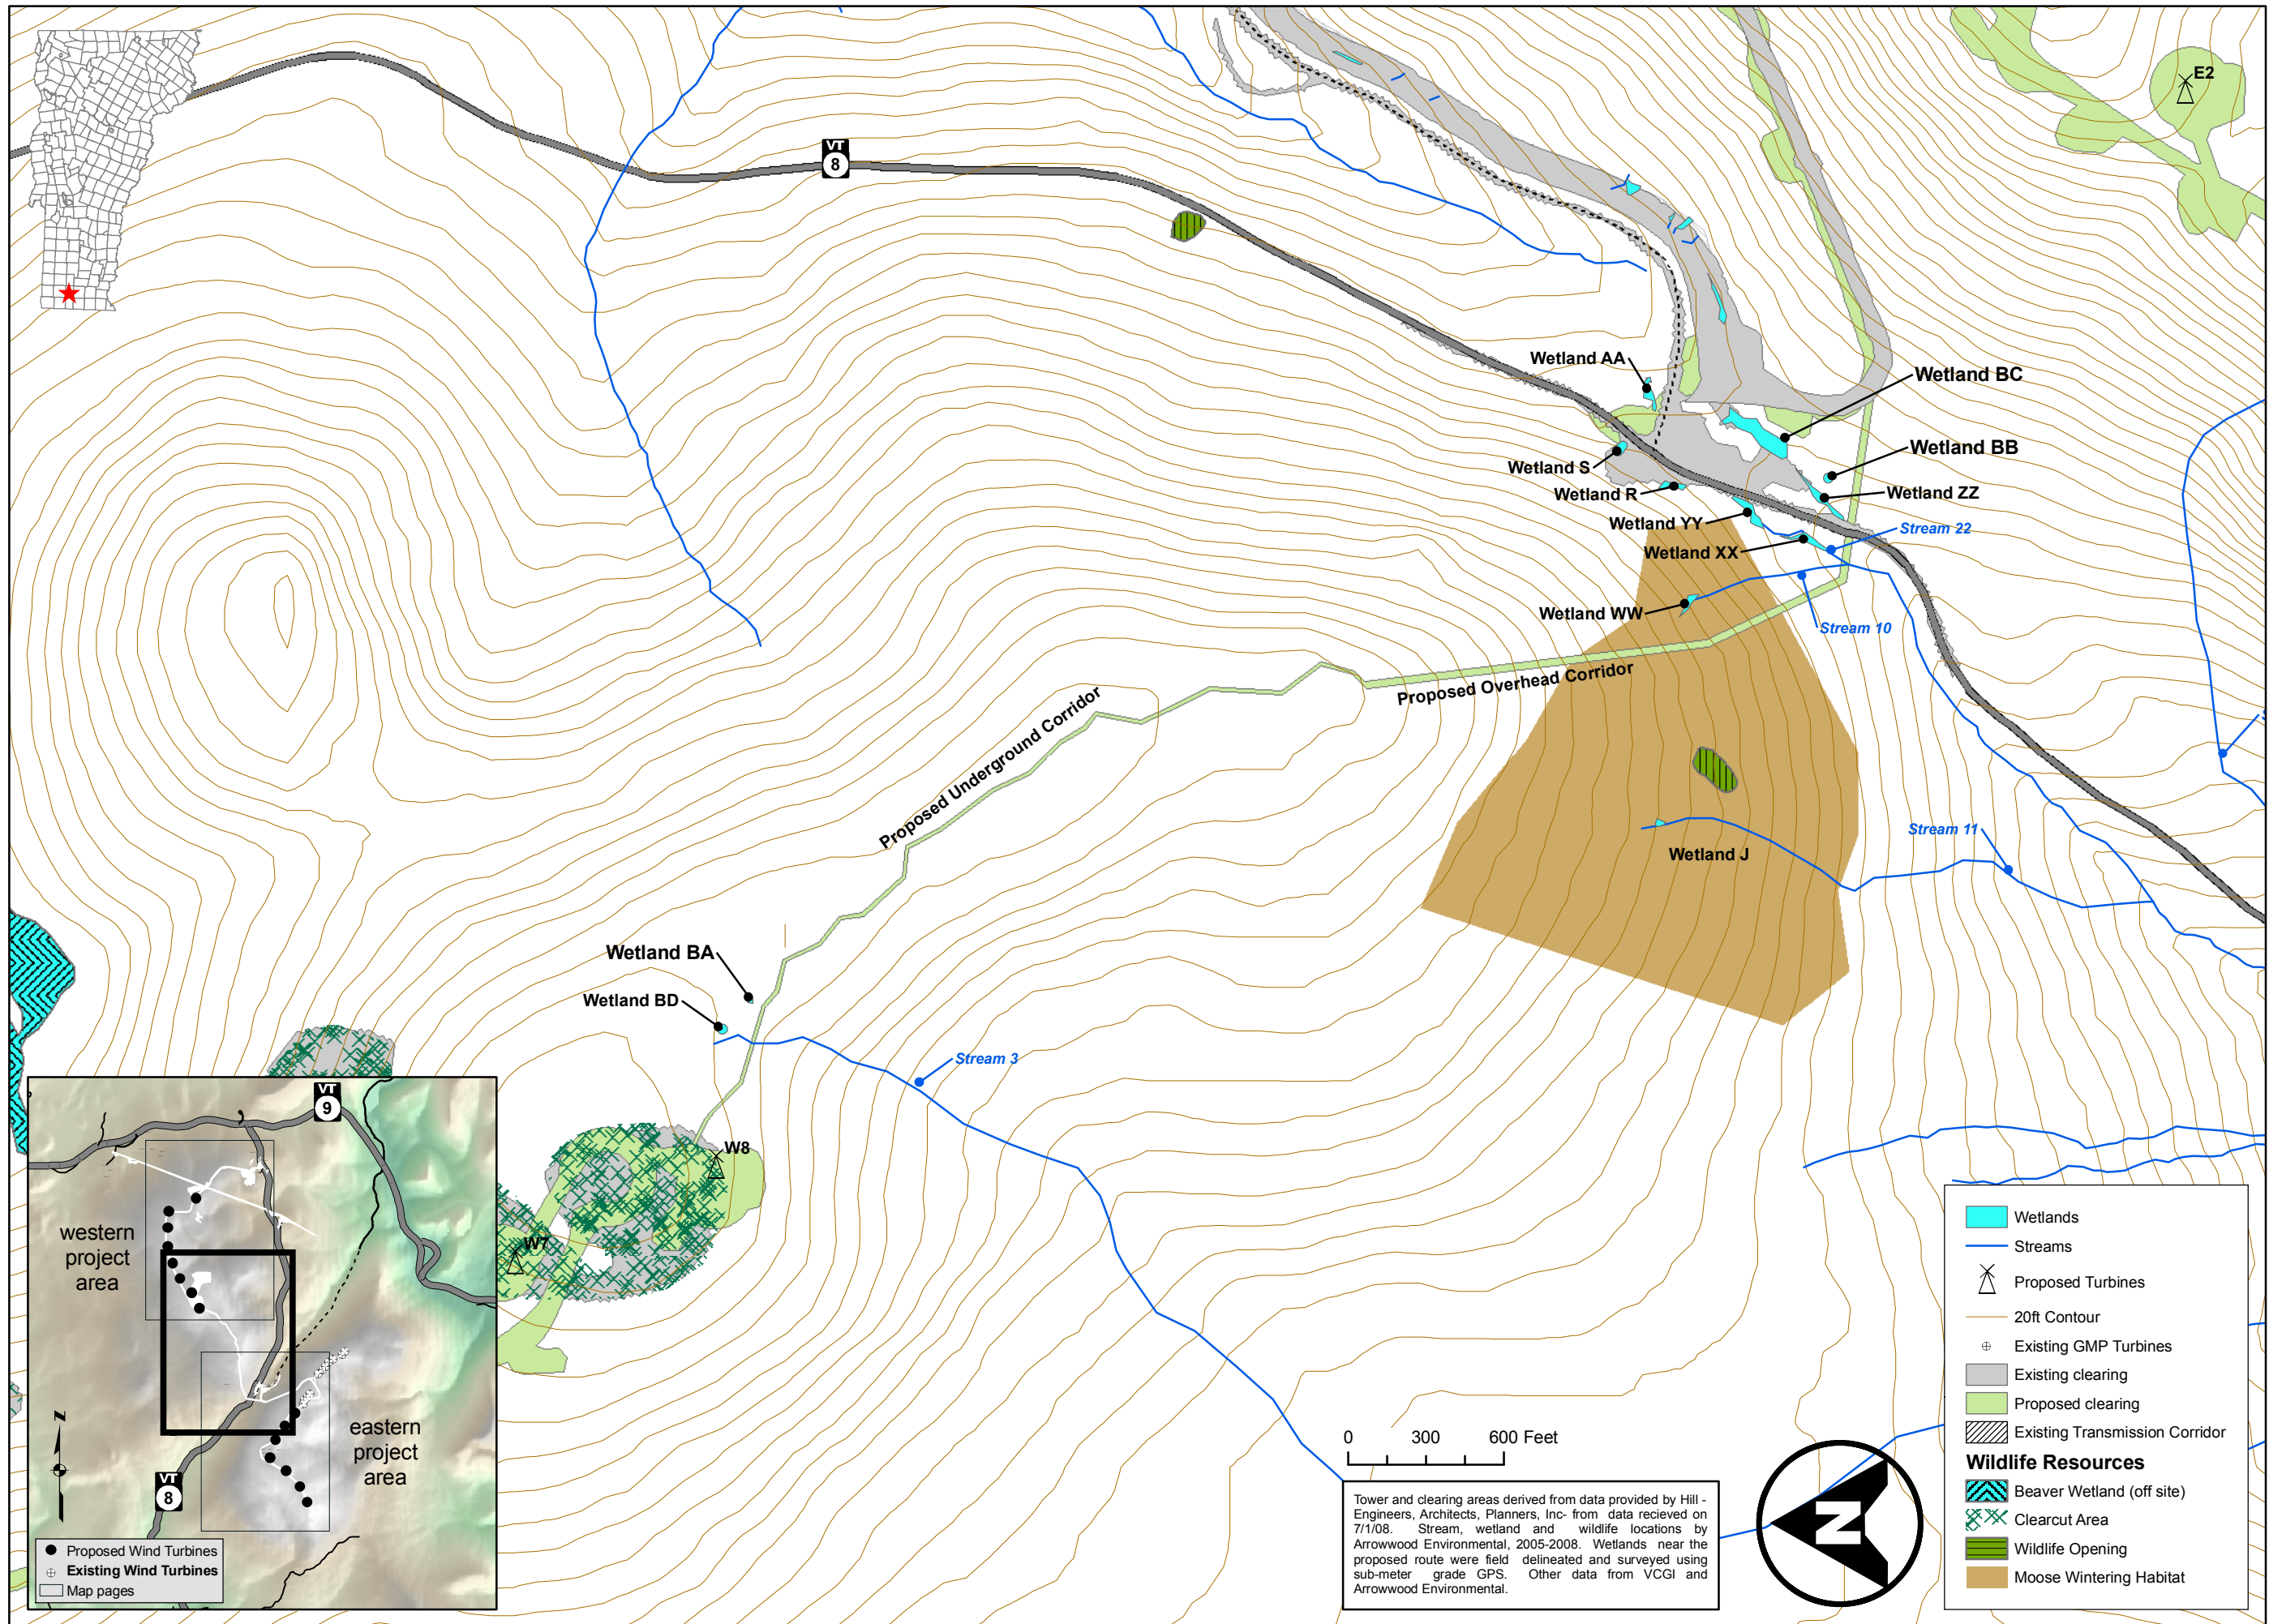 E2
VT
8
Wetland AA
Wetland BC
Wetland BB
Wetland S
Wetland R
Wetland ZZ
Wetland YY
Stream 22
Wetland XX
Wetland WW
Stream 10
Proposed Overhead Corridor
Proposed Underground Corridor
Stream 11
Wetland J
Wetland BA
Wetland BD
Stream 3
W8
W7
VT
9
western
project
area
eastern
project
area
N
VT
8
Proposed Wind Turbines
Existing Wind Turbines
Map pages
0 300 600 Feet
Tower and clearing areas derived from data provided by Hill -
Engineers, Architects, Planners, Inc- from data recieved on
7/1/08. Stream, wetland and wildlife locations by
Arrowwood Environmental, 2005-2008. Wetlands near the
proposed route were field delineated and surveyed using
sub-meter grade GPS. Other data from VCGI and
Arrowwood Environmental.
N
Wetlands
Streams
Proposed Turbines
20ft Contour
Existing GMP Turbines
Existing clearing
Proposed clearing
Existing Transmission Corridor
Wildlife Resources
Beaver Wetland (off site)
Clearcut Area
Wildlife Opening
Moose Wintering Habitat